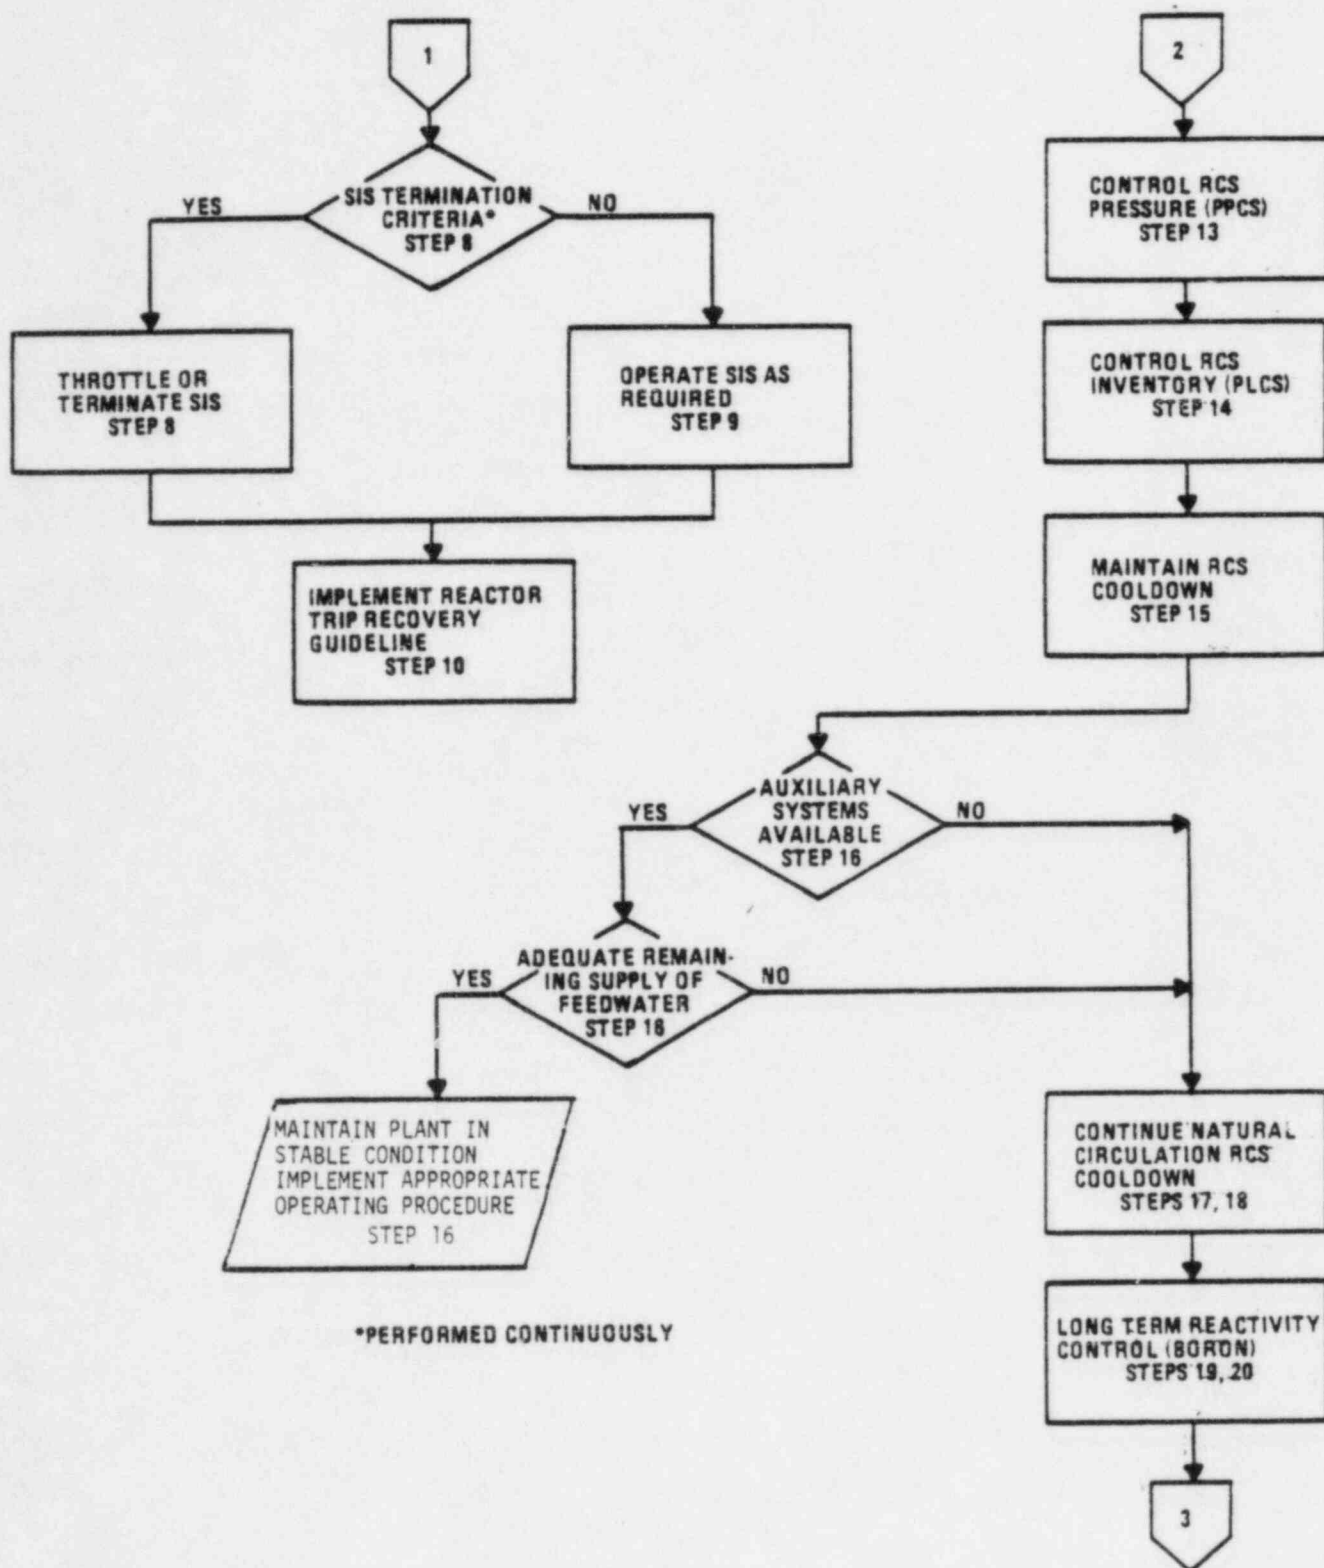 1
SIS TERMINATION
CRITERIA*
STEP 8
YES
NO
THROTTLE OR
TERMINATE SIS
STEP 8
OPERATE SIS AS
REQUIRED
STEP 9
IMPLEMENT REACTOR
TRIP RECOVERY
GUIDELINE
STEP 10
2
CONTROL RCS
PRESSURE (PPCS)
STEP 13
CONTROL RCS
INVENTORY (PLCS)
STEP 14
MAINTAIN RCS
COOLDOWN
STEP 15
AUXILIARY
SYSTEMS
AVAILABLE
STEP 16
YES
NO
ADEQUATE REMAIN-
ING SUPPLY OF
FEEDWATER
STEP 16
YES
NO
MAINTAIN PLANT IN
STABLE CONDITION
IMPLEMENT APPROPRIATE
OPERATING PROCEDURE
STEP 16
CONTINUE NATURAL
CIRCULATION RCS
COOLDOWN
STEPS 17, 18
LONG TERM REACTIVITY
CONTROL (BORON)
STEPS 19, 20
3
*PERFORMED CONTINUOUSLY